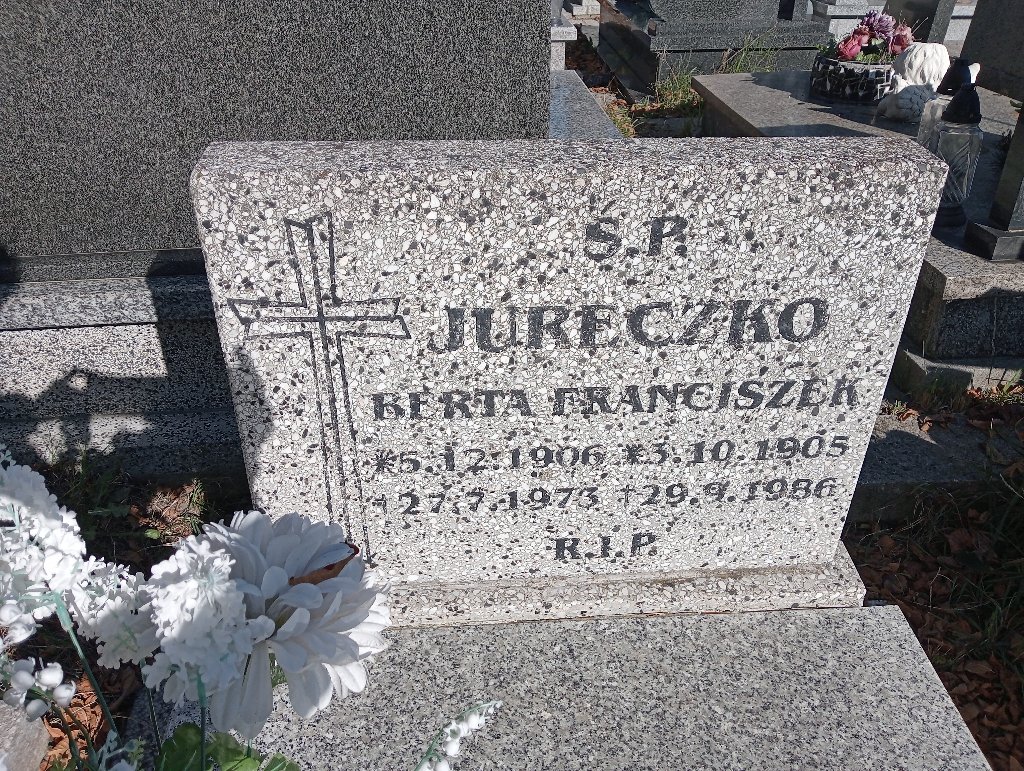 Ś.P.
JURECZKO
BERTA FRANCISZEK
*5.12.1906 *3.10.1905
†27.7.1973 †29.9.1986
R.I.P.